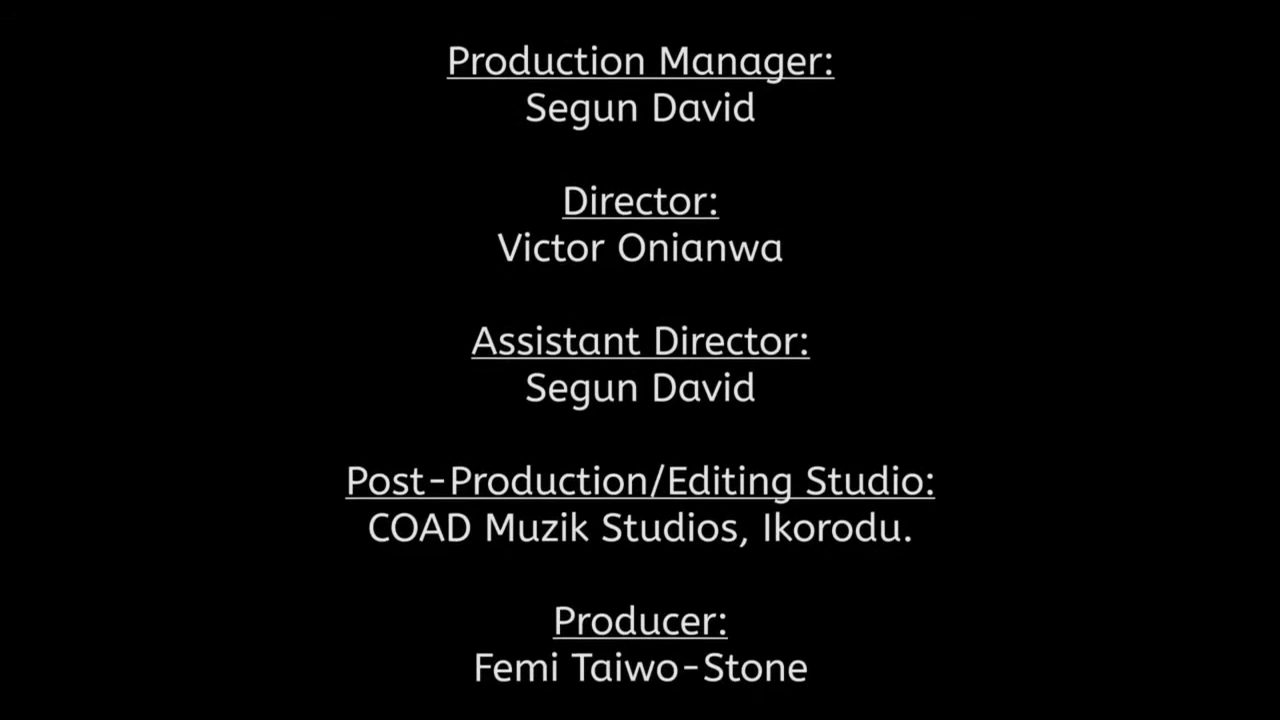 Production Manager:
Segun David
Director:
Victor Onianwa
Assistant Director:
Segun David
Post-Production/Editing Studio:
COAD Muzik Studios, Ikorodu.
Producer:
Femi Taiwo-Stone